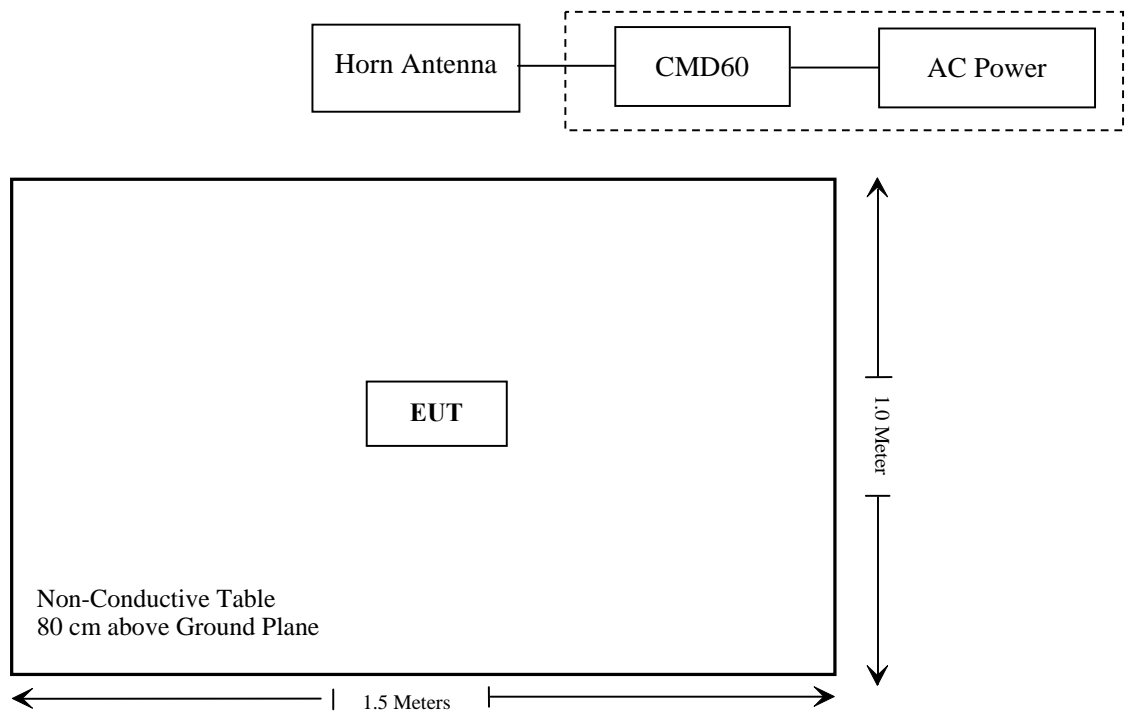 Horn Antenna
CMD60
AC Power
EUT
1.0 Meter
Non-Conductive Table
80 cm above Ground Plane
1.5 Meters